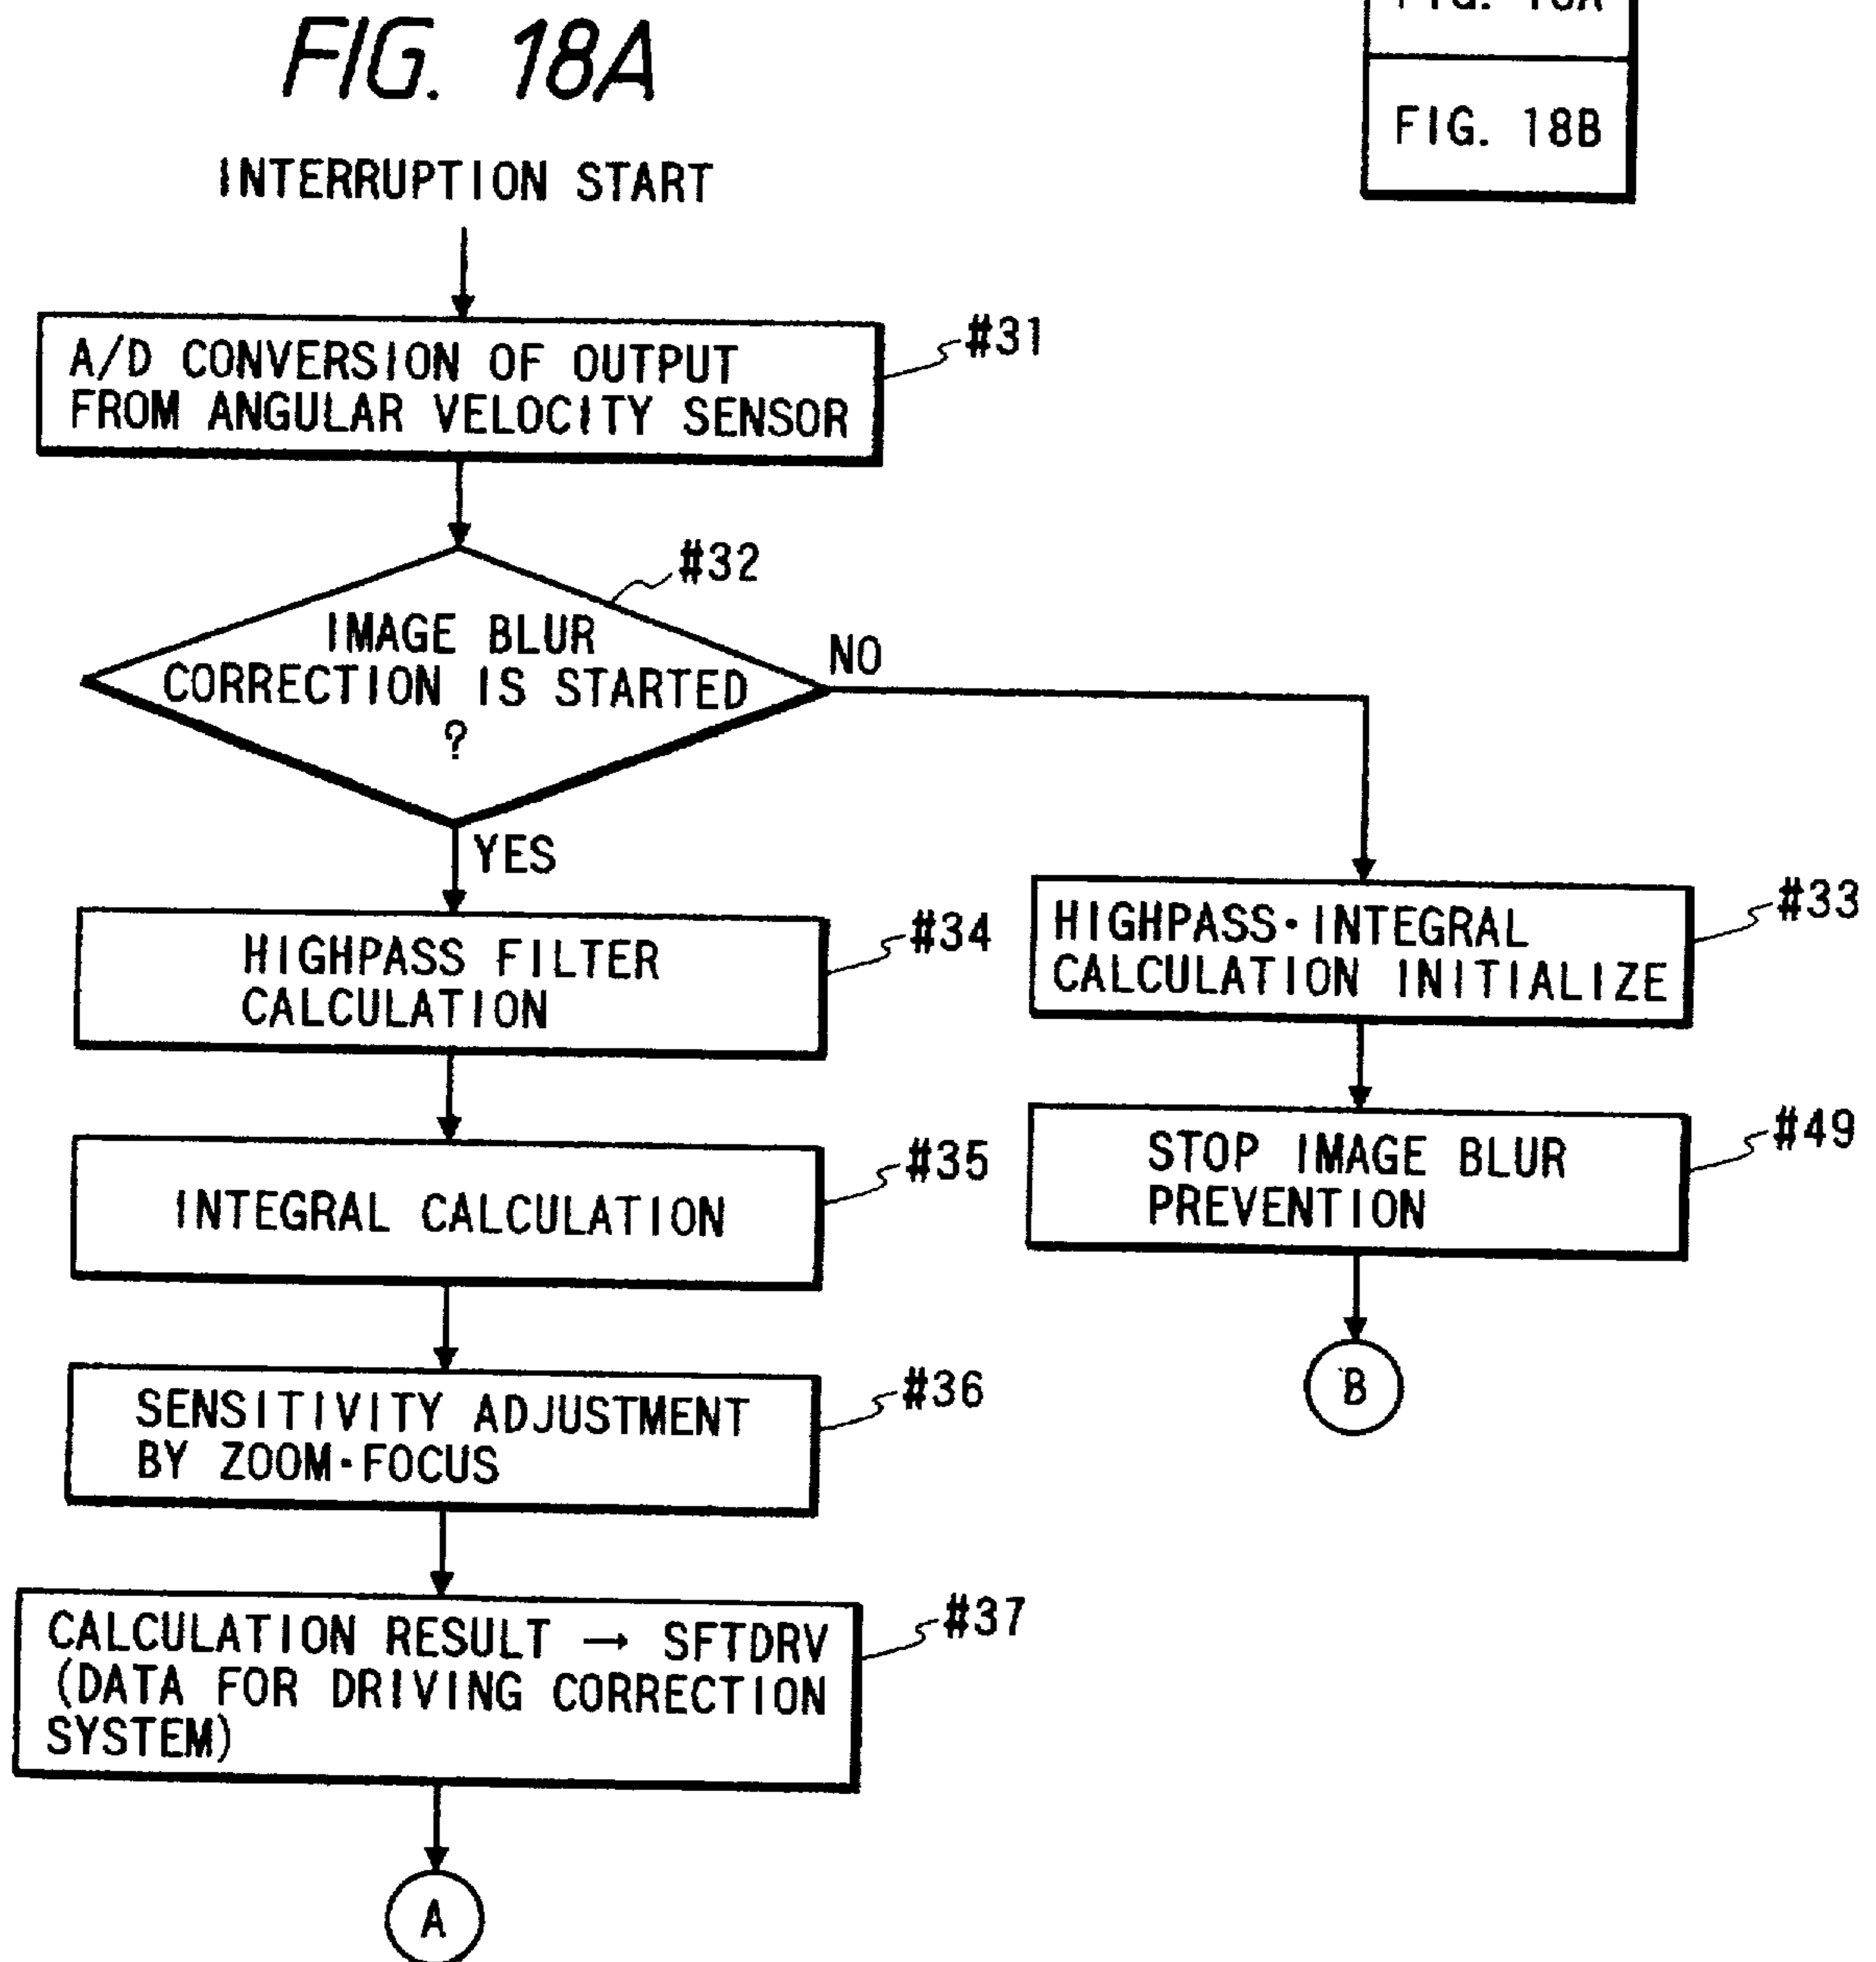 FIG. 18A
FIG. 18B
INTERRUPTION START
A/D CONVERSION OF OUTPUT
FROM ANGULAR VELOCITY SENSOR
#31
#32
IMAGE BLUR
CORRECTION IS STARTED
?
NO
YES
HIGHPASS FILTER
CALCULATION
#34
HIGHPASS·INTEGRAL
CALCULATION INITIALIZE
#33
INTEGRAL CALCULATION
#35
STOP IMAGE BLUR
PREVENTION
#49
SENSITIVITY ADJUSTMENT
BY ZOOM·FOCUS
#36
B
CALCULATION RESULT → SFTDRV
(DATA FOR DRIVING CORRECTION
SYSTEM)
#37
A